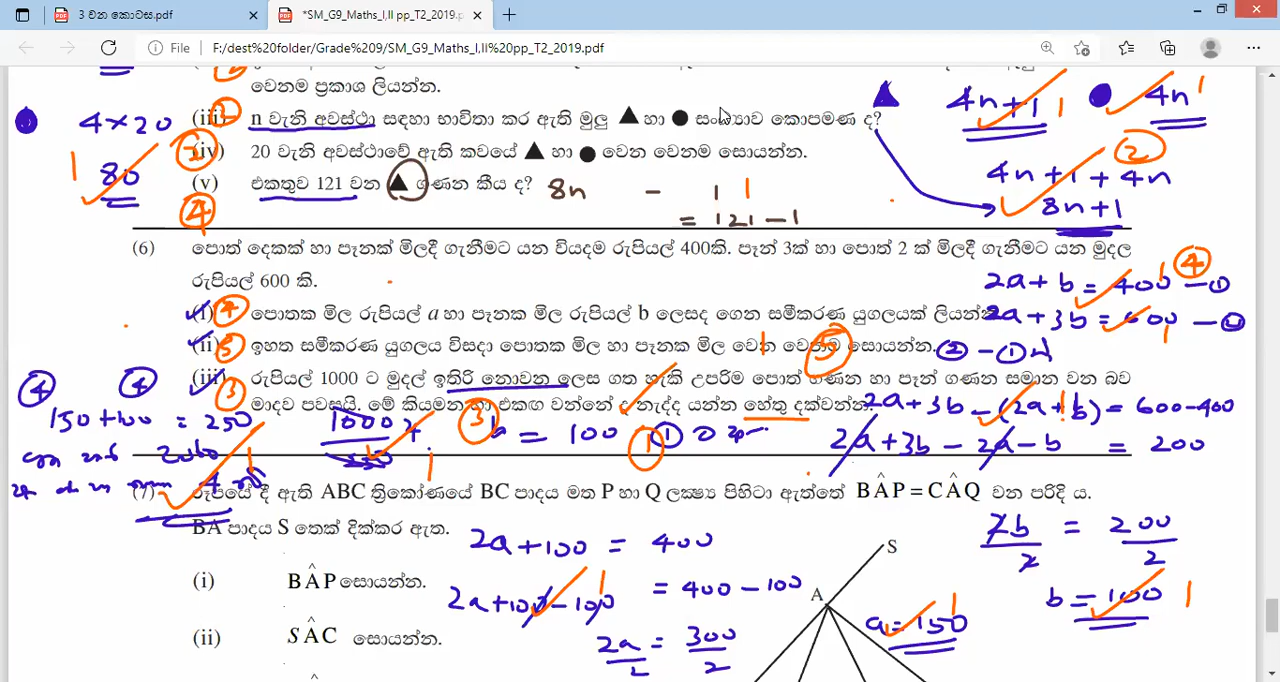 3 වන කොටස.pdf
*SM_G9_Maths_I,II pp_T2_2019.p
File F:/dest%20folder/Grade%209/SM_G9_Maths_I,II%20pp_T2_2019.pdf
වෙනම ප්‍රකාශ ලියන්න.
(iii) n වැනි අවස්ථා සඳහා භාවිතා කර ඇති මුලු ▲ හා ● සංඛ්‍යාව කොපමණ ද?
(iv) 20 වැනි අවස්ථාවේ ඇති කවයේ ▲ හා ● වෙන වෙනම සොයන්න.
(v) එකතුව 121 වන ▲ ගණන කීය ද?
4 × 20
80
8n - 1
= 121 - 1
4n+1
4n
4n+1+4n
8n+1
(6) පොත් දෙකක් හා පෑනක් මිලදී ගැනීමට යන වියදම රුපියල් 400කි. පෑන් 3ක් හා පොත් 2 ක් මිලදී ගැනීමට යන මුදල
රුපියල් 600 කි.
(i) පොතක මිල රුපියල් a හා පෑනක මිල රුපියල් b ලෙසද ගෙන සමීකරණ යුගලයක් ලියන්න.
(ii) ඉහත සමීකරණ යුගලය විසඳා පොතක මිල හා පෑනක මිල වෙන වෙනම සොයන්න.
(iii) රුපියල් 1000 ට මුදල් ඉතිරි නොවන ලෙස ගත හැකි උපරිම පොත් ගණන හා පෑන් ගණන සමාන වන බව
මාදව පවසයි. මේ කියමන හා එකඟ වන්නේ ද නැද්ද යන්න හේතු දක්වන්න.
2a+b = 400 - ①
2a+3b = 600 - ②
② - ①
2a+3b - (2a+b) = 600-400
2a+3b - 2a - b = 200
2b/2 = 200/2
b = 100
150+100 = 250
1000
b = 100
2a+100 = 400
2a+100-100 = 400-100
2a/2 = 300/2
a = 150
(7) රූපයේ දී ඇති ABC ත්‍රිකෝණයේ BC පාදය මත P හා Q ලක්ෂ්‍ය පිහිටා ඇත්තේ BÂP = CÂQ වන පරිදි ය.
BA පාදය S තෙක් දික්කර ඇත.
(i) BÂP සොයන්න.
(ii) SÂC සොයන්න.
S
A